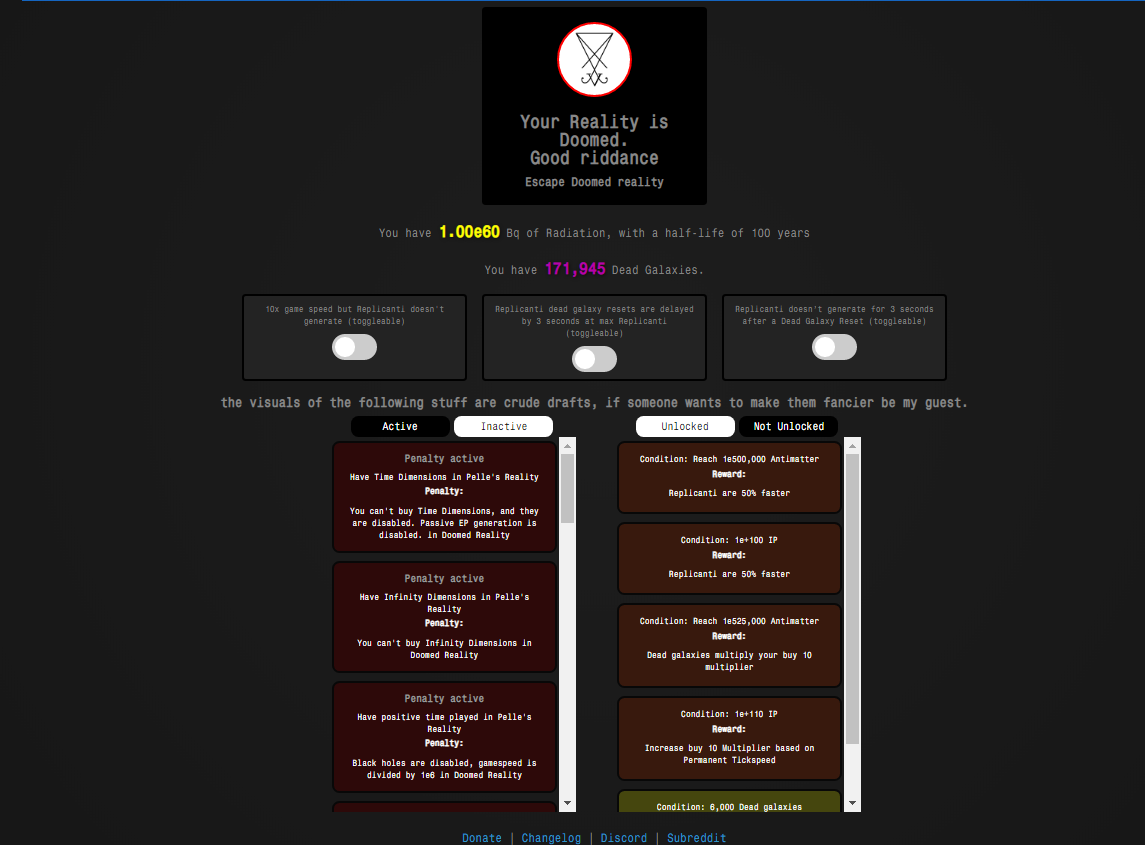 Your Reality is
Doomed.
Good riddance
Escape Doomed reality
You have 1.00e60 Bq of Radiation, with a half-life of 100 years
You have 171,945 Dead Galaxies.
10x game speed but Replicanti doesn't
generate (toggleable)
Replicanti dead galaxy resets are delayed
by 3 seconds at max Replicanti
(toggleable)
Replicanti doesn't generate for 3 seconds
after a Dead Galaxy Reset (toggleable)
the visuals of the following stuff are crude drafts, if someone wants to make them fancier be my guest.
Active
Inactive
Penalty active
Have Time Dimensions in Pelle's Reality
Penalty:
You can't buy Time Dimensions, and they
are disabled. Passive EP generation is
disabled. in Doomed Reality
Penalty active
Have Infinity Dimensions in Pelle's
Reality
Penalty:
You can't buy Infinity Dimensions in
Doomed Reality
Penalty active
Have positive time played in Pelle's
Reality
Penalty:
Black holes are disabled, gamespeed is
divided by 1e6 in Doomed Reality
Unlocked
Not Unlocked
Condition: Reach 1e500,000 Antimatter
Reward:
Replicanti are 50% faster
Condition: 1e+100 IP
Reward:
Replicanti are 50% faster
Condition: Reach 1e525,000 Antimatter
Reward:
Dead galaxies multiply your buy 10
multiplier
Condition: 1e+110 IP
Reward:
Increase buy 10 Multiplier based on
Permanent Tickspeed
Condition: 6,000 Dead galaxies
Donate | Changelog | Discord | Subreddit